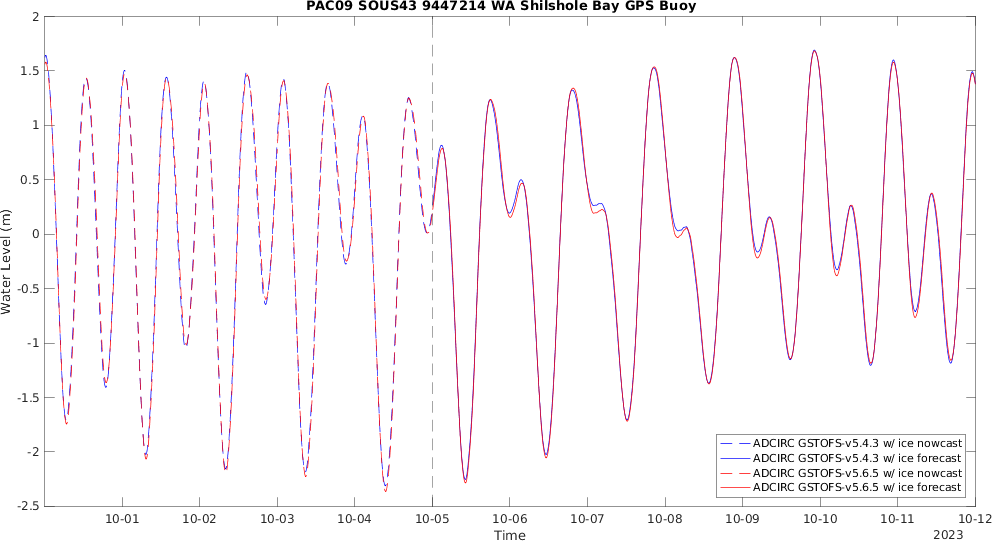 PAC09 SOUS43 9447214 WA Shilshole Bay GPS Buoy
2
1.5
1
0.5
0
-0.5
-1
-1.5
-2
-2.5
Water Level (m)
10-01 10-02 10-03 10-04 10-05 10-06 10-07 10-08 10-09 10-10 10-11 10-12
2023
Time
ADCIRC GSTOFS-v5.4.3 w/ ice nowcast
ADCIRC GSTOFS-v5.4.3 w/ ice forecast
ADCIRC GSTOFS-v5.6.5 w/ ice nowcast
ADCIRC GSTOFS-v5.6.5 w/ ice forecast